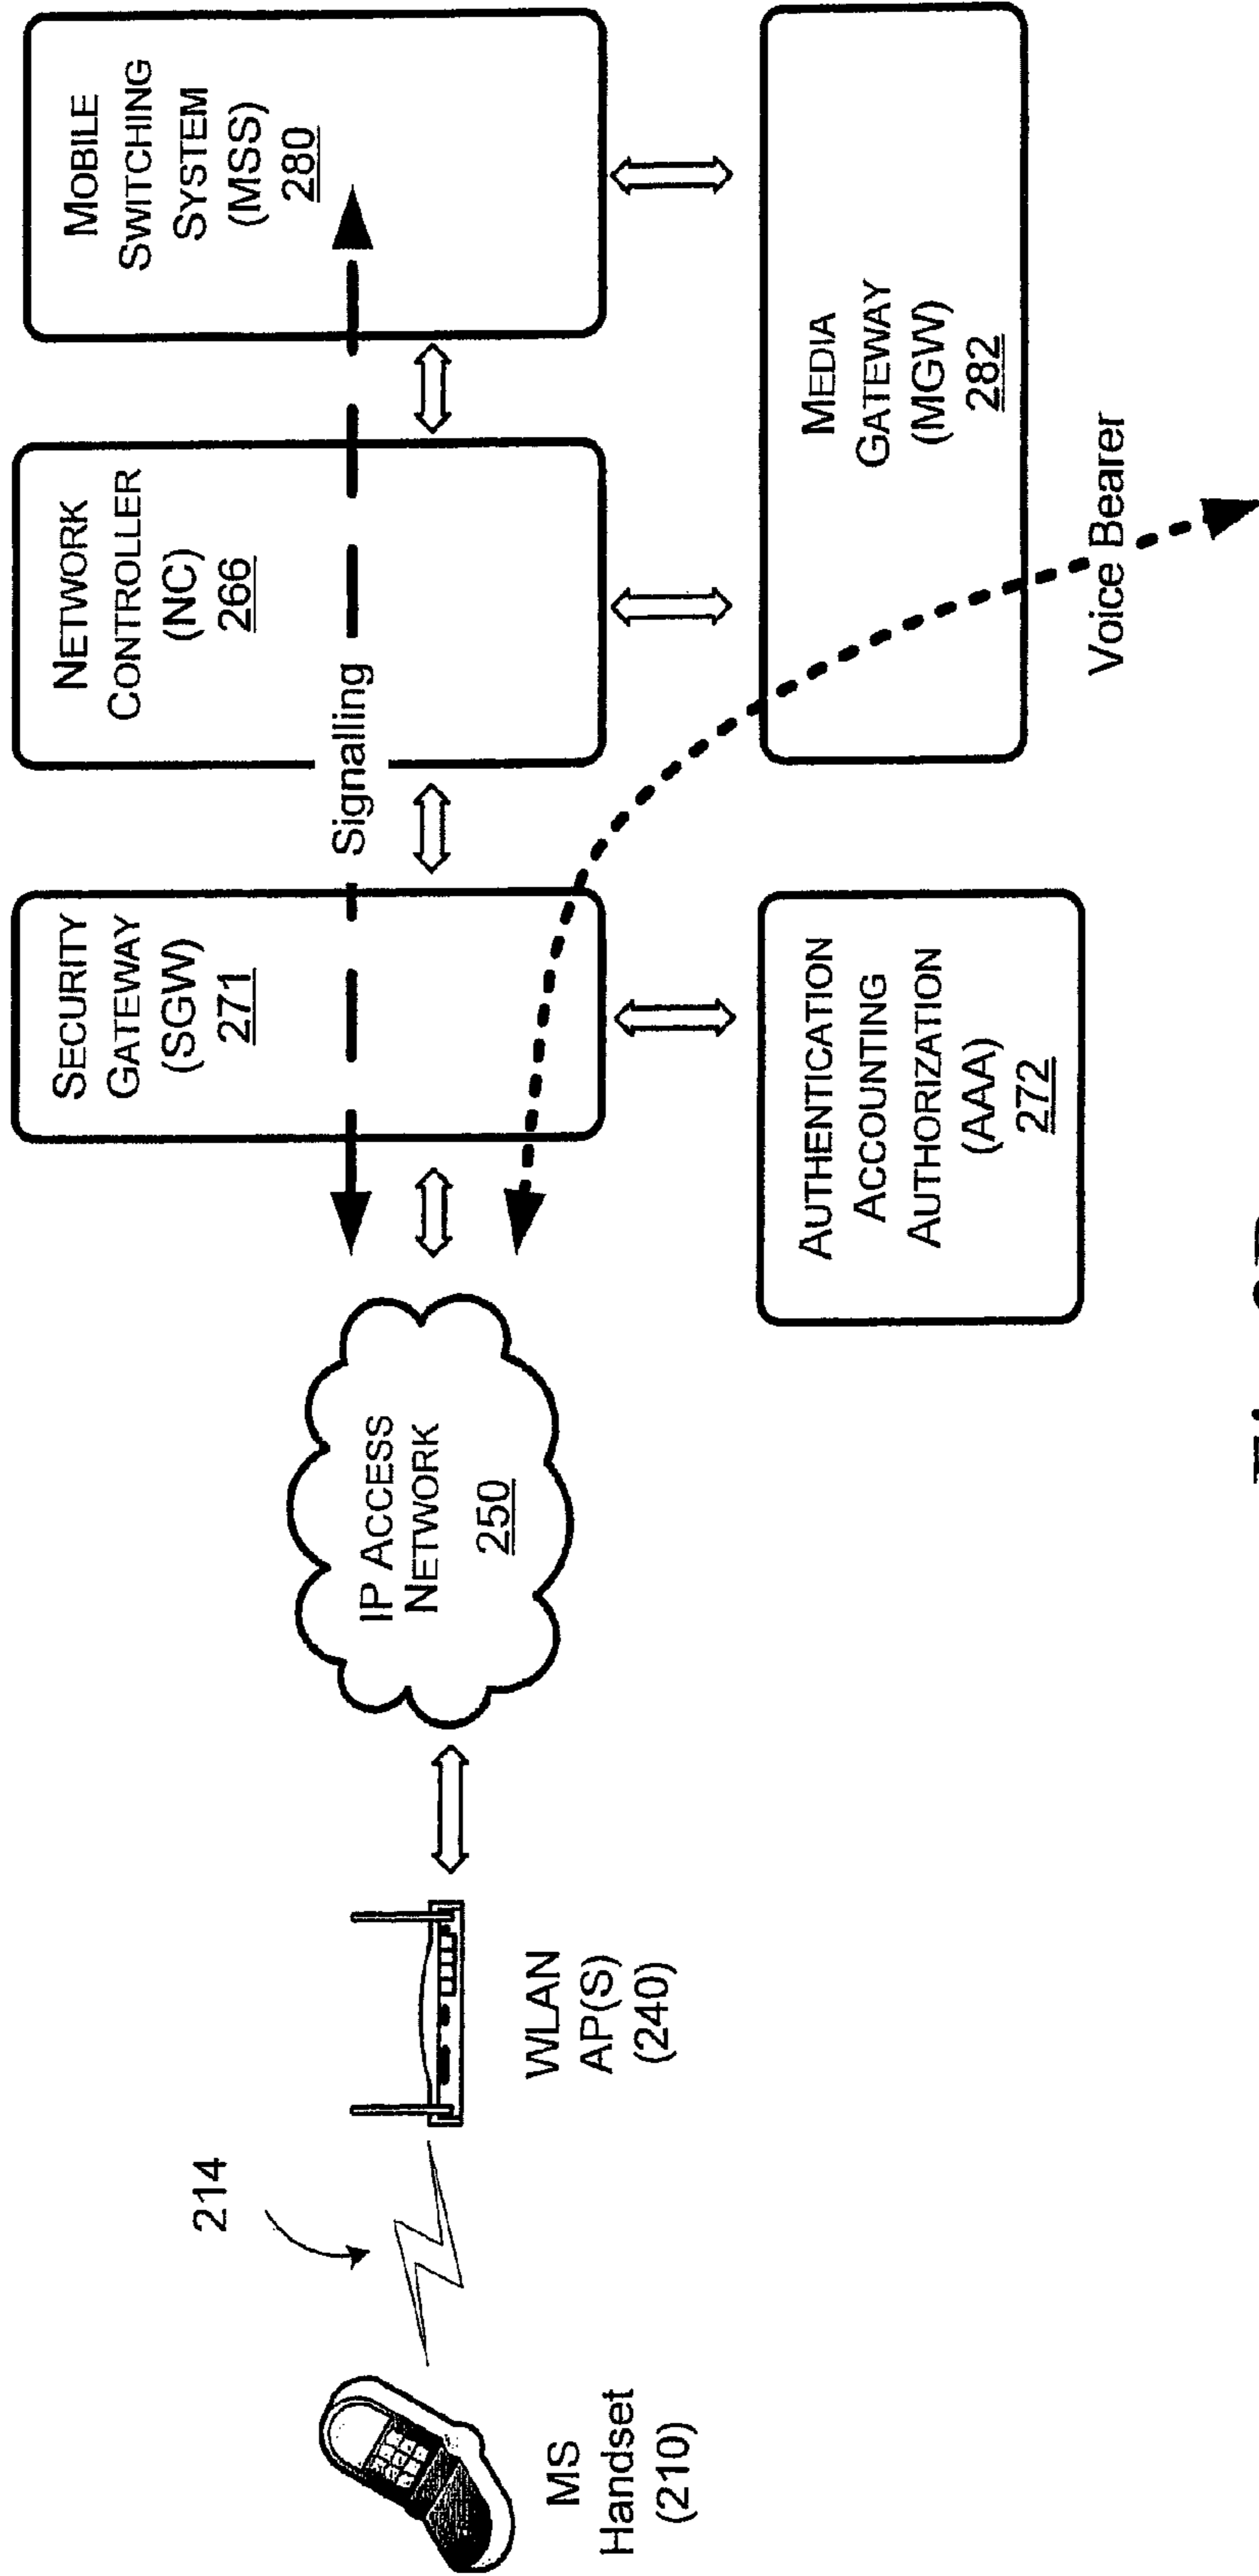 214
MS
Handset
(210)
WLAN
AP(S)
(240)
IP ACCESS
NETWORK
250
SECURITY
GATEWAY
(SGW)
271
Signalling
NETWORK
CONTROLLER
(NC)
266
MOBILE
SWITCHING
SYSTEM
(MSS)
280
AUTHENTICATION
ACCOUNTING
AUTHORIZATION
(AAA)
272
MEDIA
GATEWAY
(MGW)
282
Voice Bearer